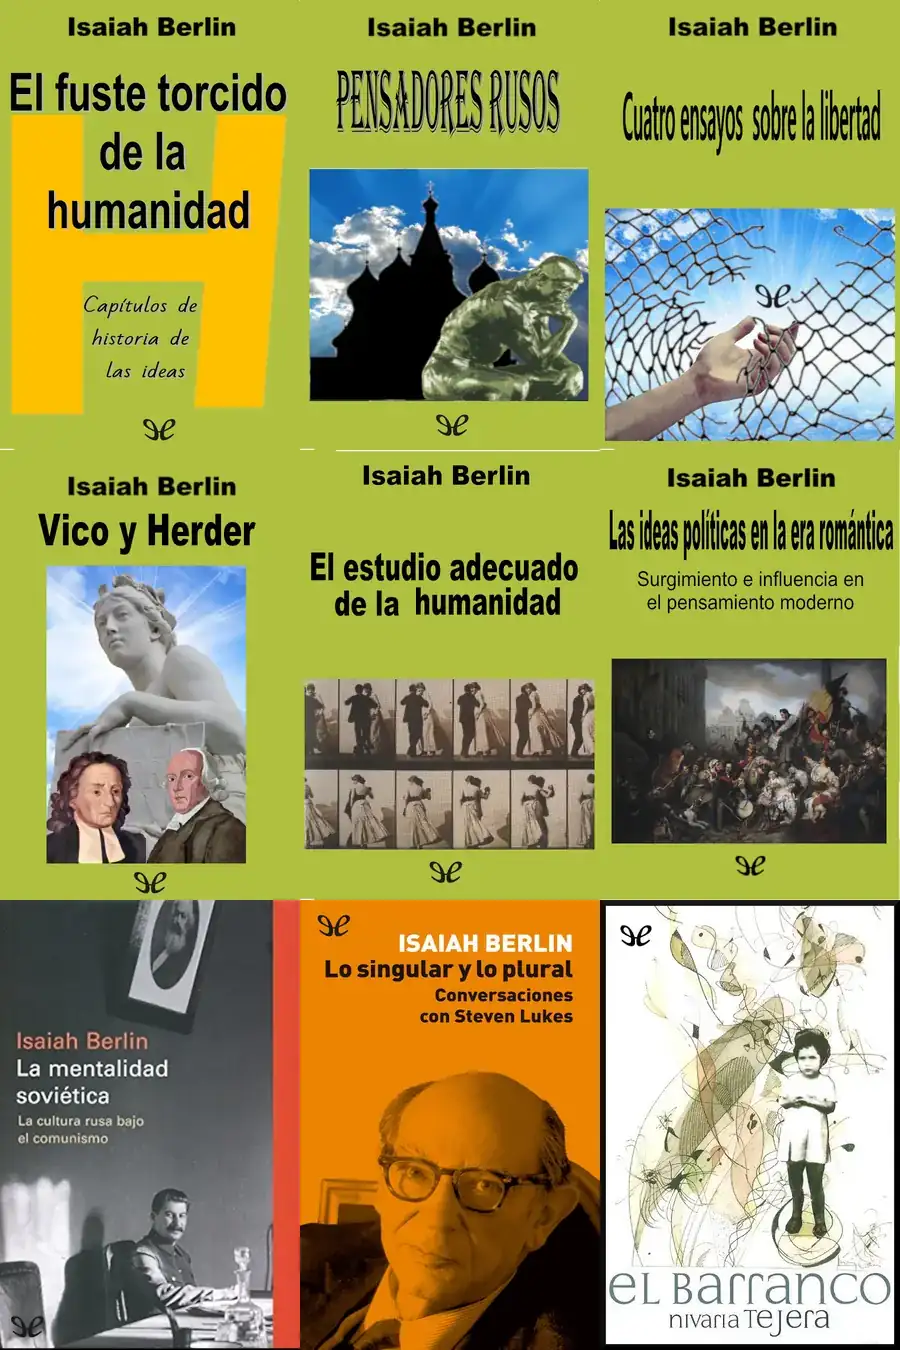 Isaiah Berlin
El fuste torcido
de la
humanidad
Capítulos de
historia de
las ideas
Isaiah Berlin
PENSADORES RUSOS
Isaiah Berlin
Cuatro ensayos sobre la libertad
Isaiah Berlin
Vico y Herder
Isaiah Berlin
El estudio adecuado
de la humanidad
Isaiah Berlin
Las ideas políticas en la era romántica
Surgimiento e influencia en
el pensamiento moderno
Isaiah Berlin
La mentalidad
soviética
La cultura rusa bajo
el comunismo
ISAIAH BERLIN
Lo singular y lo plural
Conversaciones
con Steven Lukes
eL Barranco
nivaria Tejera